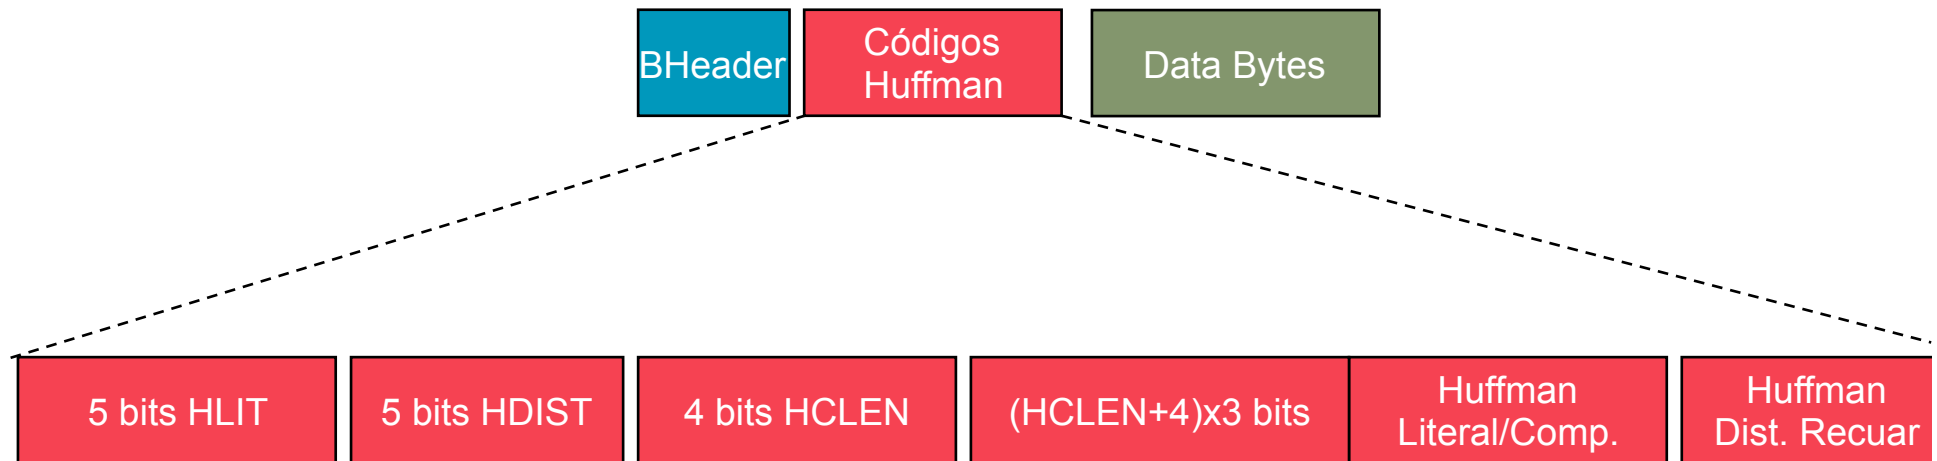 BHeader
Códigos
Huffman
Data Bytes
5 bits HLIT
5 bits HDIST
4 bits HCLEN
(HCLEN+4)x3 bits
Huffman
Literal/Comp.
Huffman
Dist. Recuar